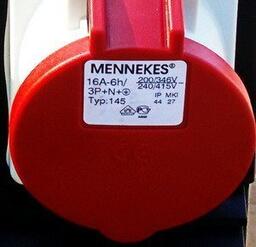 MENNEKES®
16A-6h/ 200/346V~ 240/415V~
3P+N+⏚
Typ:145 IP 44 MKI 27